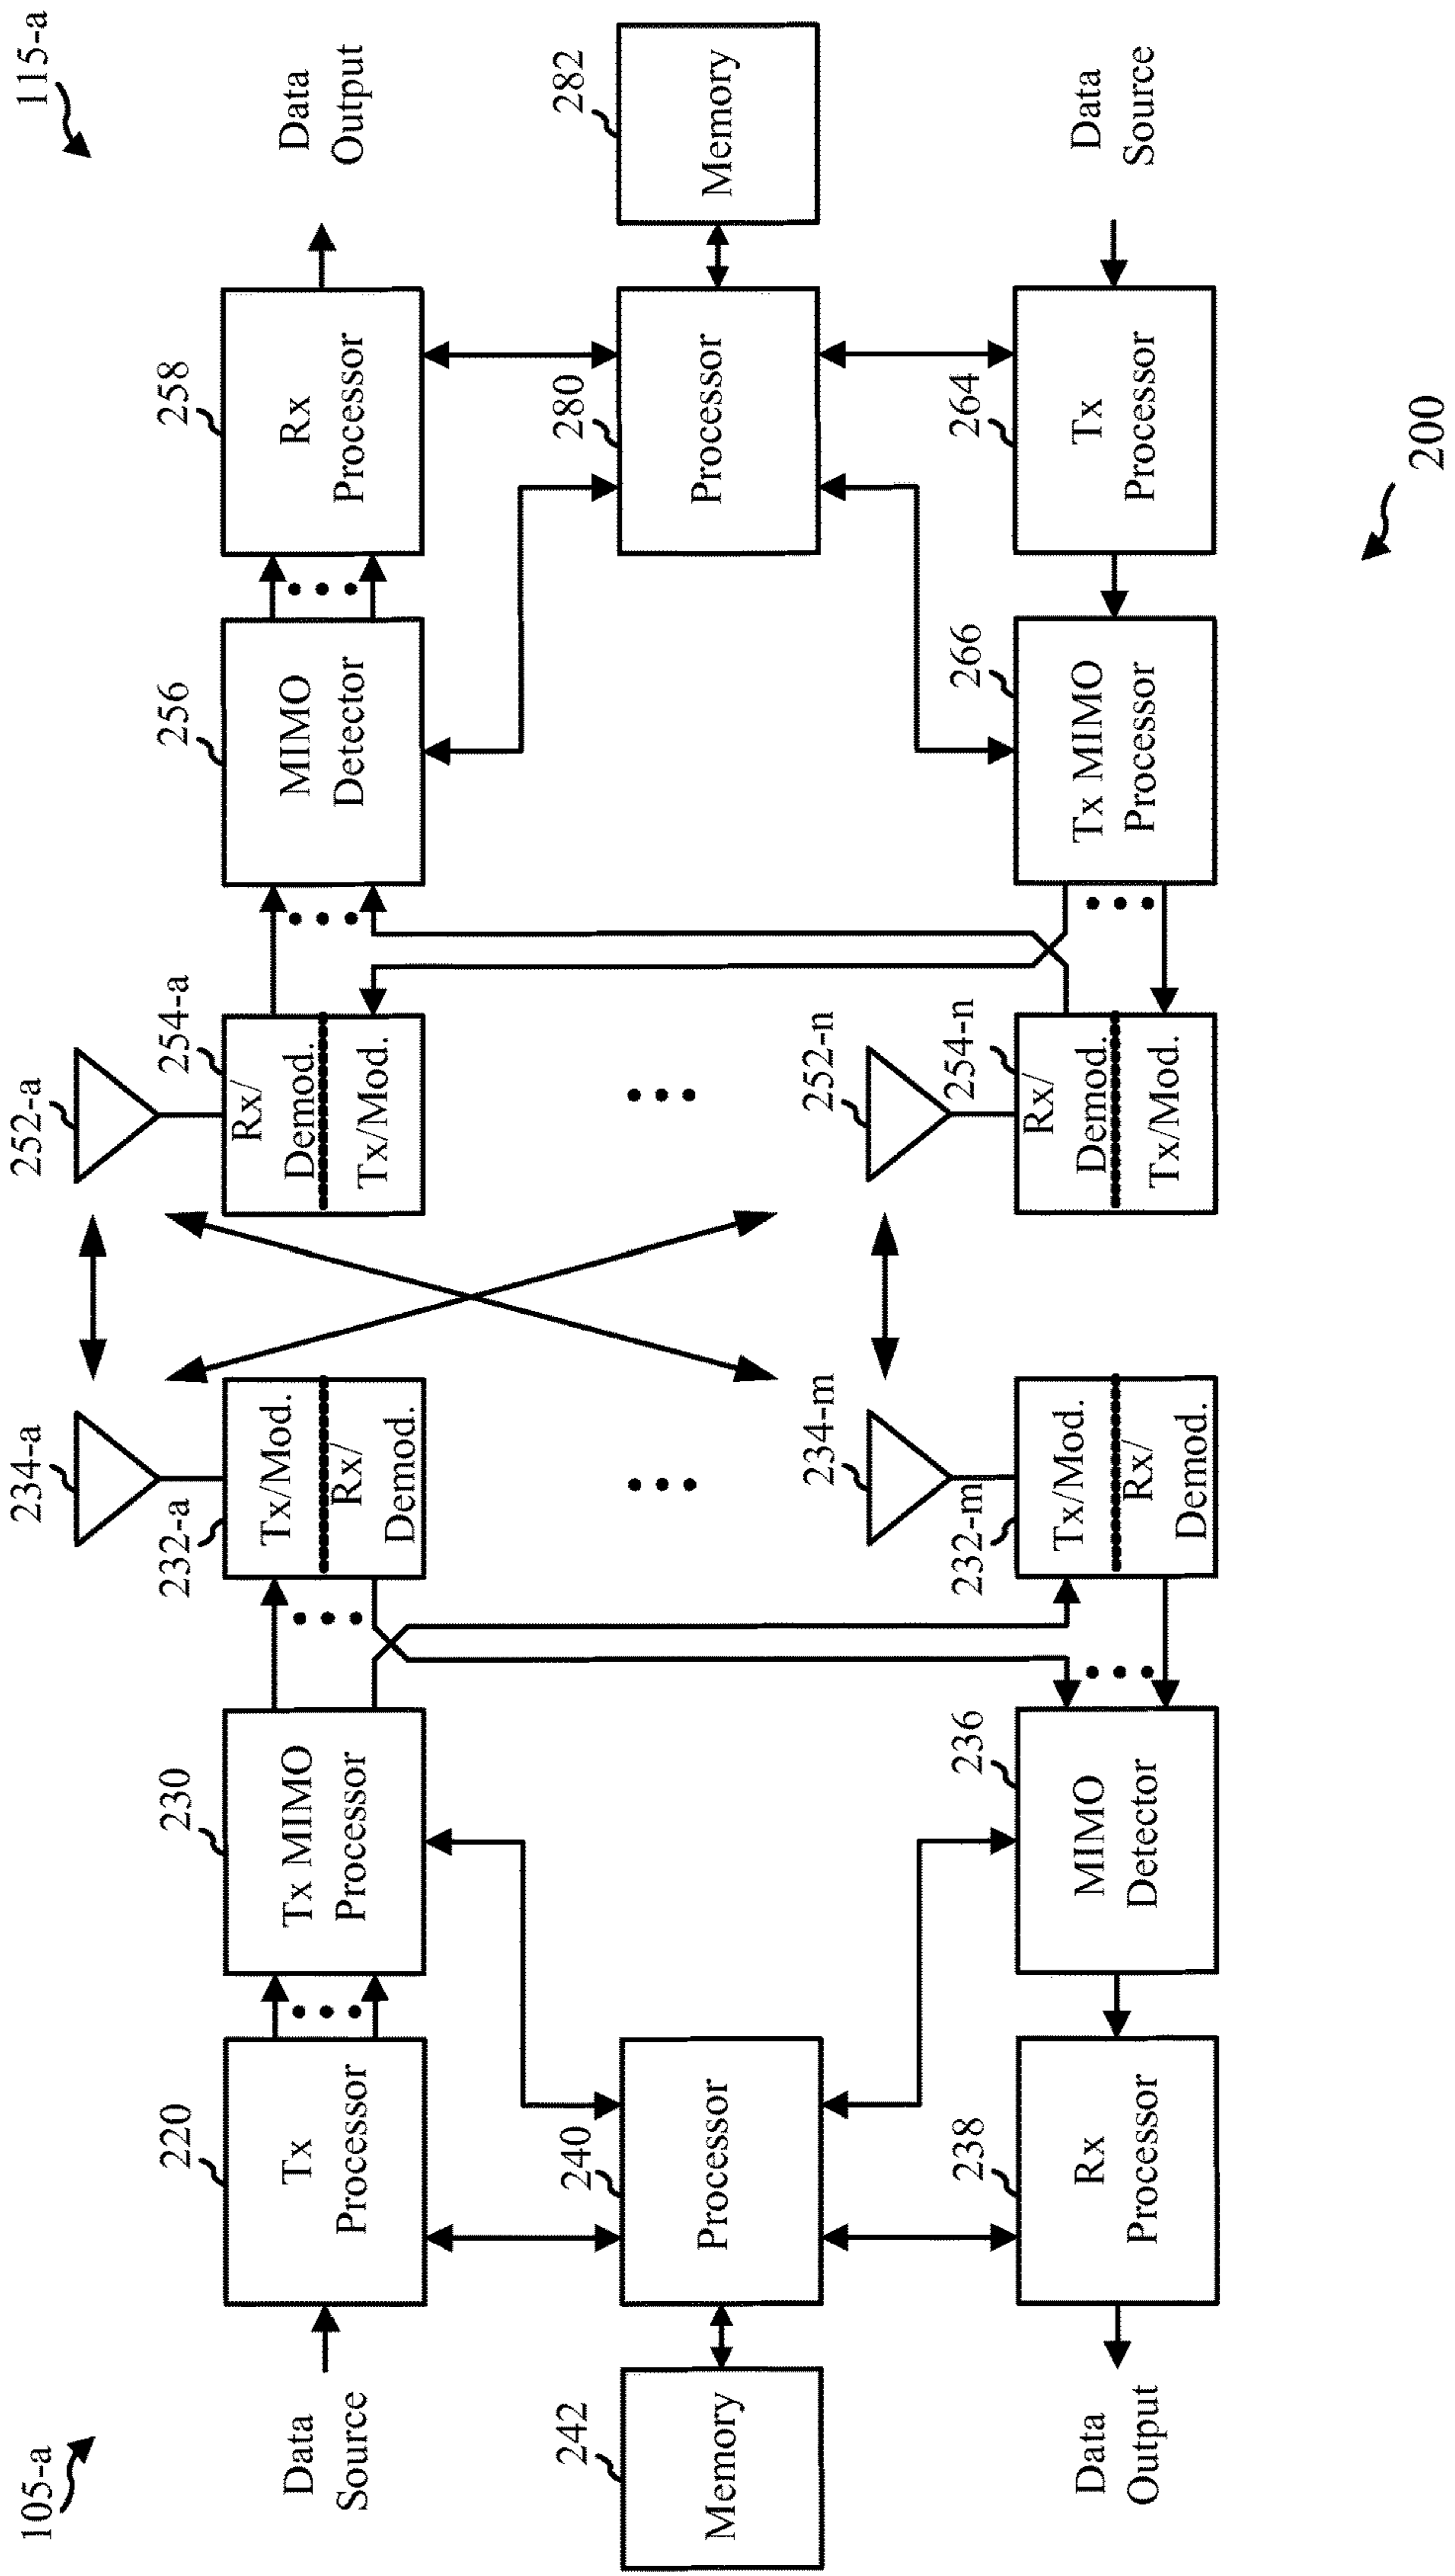 105-a
115-a
Data
Source
220
Tx
Processor
230
Tx MIMO
Processor
234-a
232-a
Tx/Mod.
Rx/
Demod.
252-a
254-a
Rx/
Demod.
Tx/Mod.
256
MIMO
Detector
258
Rx
Processor
Data
Output
242
Memory
240
Processor
280
Processor
282
Memory
Data
Output
238
Rx
Processor
236
MIMO
Detector
234-m
232-m
Tx/Mod.
Rx/
Demod.
252-n
254-n
Rx/
Demod.
Tx/Mod.
266
Tx MIMO
Processor
264
Tx
Processor
Data
Source
200